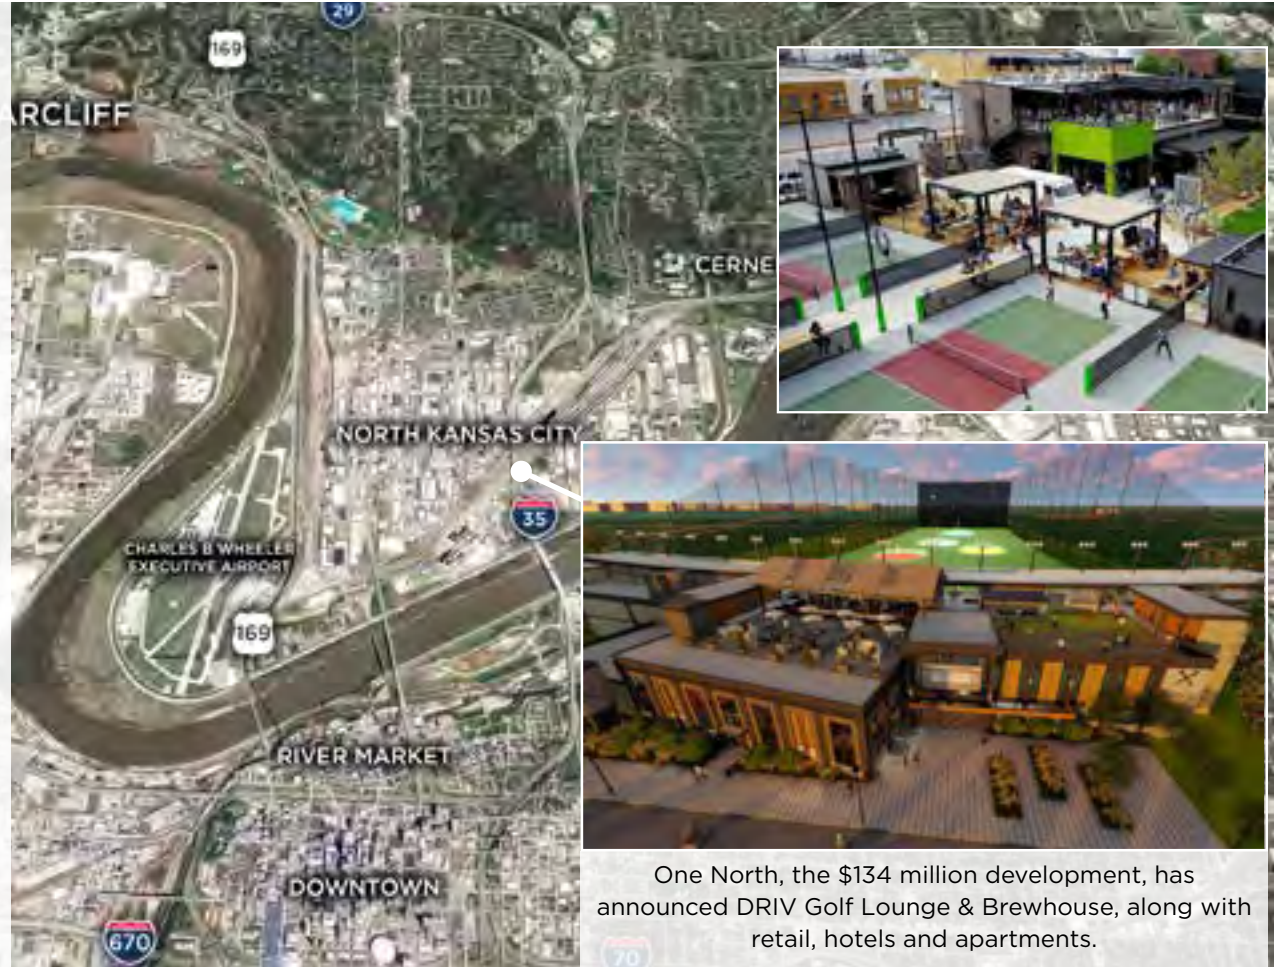 29
169
ARCLIFF
CERNE
NORTH KANSAS CITY
35
CHARLES B WHEELER
EXECUTIVE AIRPORT
169
RIVER MARKET
DOWNTOWN
670
One North, the $134 million development, has
announced DRIV Golf Lounge & Brewhouse, along with
retail, hotels and apartments.
70